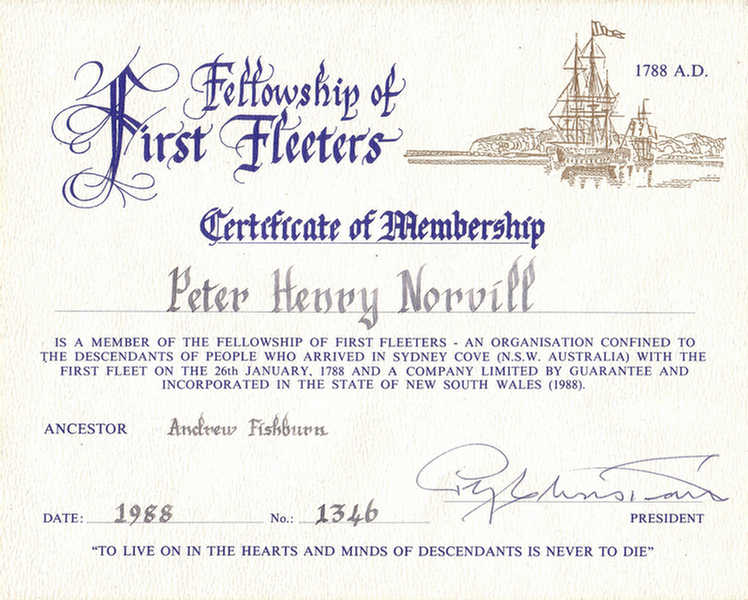 Fellowship of
First Fleeters
1788 A.D.
Certificate of Membership
Peter Henry Norvill
IS A MEMBER OF THE FELLOWSHIP OF FIRST FLEETERS - AN ORGANISATION CONFINED TO
THE DESCENDANTS OF PEOPLE WHO ARRIVED IN SYDNEY COVE (N.S.W. AUSTRALIA) WITH THE
FIRST FLEET ON THE 26th JANUARY, 1788 AND A COMPANY LIMITED BY GUARANTEE AND
INCORPORATED IN THE STATE OF NEW SOUTH WALES (1988).
ANCESTOR Andrew Fishburn
DATE: 1988 No.: 1346 PRESIDENT
“TO LIVE ON IN THE HEARTS AND MINDS OF DESCENDANTS IS NEVER TO DIE”